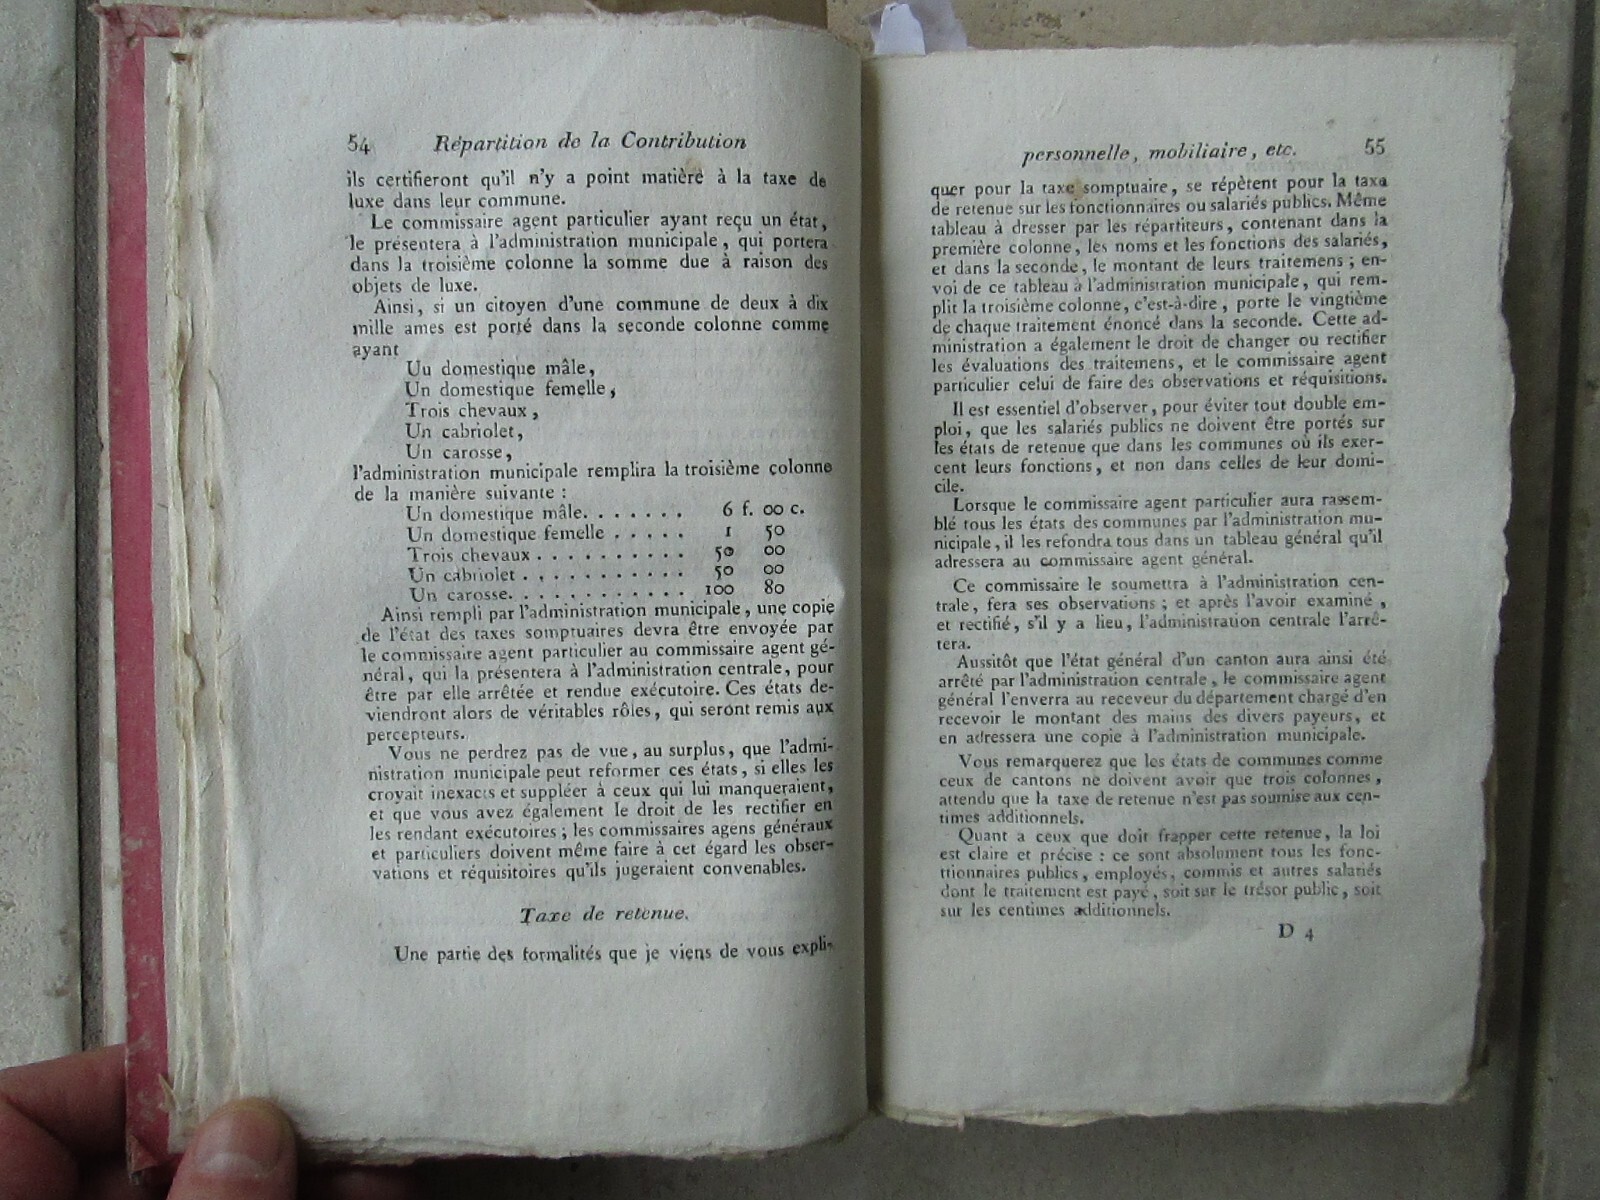 54 Répartition de la Contribution
ils certifieront qu'il n'y a point matière à la taxe de
luxe dans leur commune.
Le commissaire agent particulier ayant reçu un état,
le présentera à l'administration municipale, qui portera
dans la troisième colonne la somme due à raison des
objets de luxe.
Ainsi, si un citoyen d'une commune de deux à dix
mille ames est porté dans la seconde colonne comme
ayant
Uu domestique mâle,
Un domestique femelle,
Trois chevaux,
Un cabriolet,
Un carosse,
l'administration municipale remplira la troisième colonne
de la manière suivante :
Un domestique mâle. . . . . . . 6 f. 00 c.
Un domestique femelle . . . . . 1 50
Trois chevaux . . . . . . . . . . 50 00
Un cabriolet . . . . . . . . . . . 50 00
Un carosse. . . . . . . . . . . . 100 80
Ainsi rempli par l'administration municipale, une copie
de l'état des taxes somptuaires devra être envoyée par
le commissaire agent particulier au commissaire agent gé-
néral, qui la présentera à l'administration centrale, pour
être par elle arrêtée et rendue exécutoire. Ces états de-
viendront alors de véritables rôles, qui seront remis aux
percepteurs.
Vous ne perdrez pas de vue, au surplus, que l'admi-
nistration municipale peut reformer ces états, si elles les
croyait inexacts et suppléer à ceux qui lui manqueraient,
et que vous avez également le droit de les rectifier en
les rendant exécutoires ; les commissaires agens généraux
et particuliers doivent même faire à cet égard les obser-
vations et réquisitoires qu'ils jugeraient convenables.
Taxe de retenue.
Une partie des formalités que je viens de vous expli-
personnelle, mobiliaire, etc. 55
quer pour la taxe somptuaire, se répètent pour la taxe
de retenue sur les fonctionnaires ou salariés publics. Même
tableau à dresser par les répartiteurs, contenant dans la
première colonne, les noms et les fonctions des salariés,
et dans la seconde, le montant de leurs traitemens ; en-
voi de ce tableau à l'administration municipale, qui rem-
plit la troisième colonne, c'est-à-dire, porte le vingtième
de chaque traitement énoncé dans la seconde. Cette ad-
ministration a également le droit de changer ou rectifier
les évaluations des traitemens, et le commissaire agent
particulier celui de faire des observations et réquisitions.
Il est essentiel d'observer, pour éviter tout double em-
ploi, que les salariés publics ne doivent être portés sur
les états de retenue que dans les communes où ils exer-
cent leurs fonctions, et non dans celles de leur domi-
cile.
Lorsque le commissaire agent particulier aura rassem-
blé tous les états des communes par l'administration mu-
nicipale, il les refondra tous dans un tableau général qu'il
adressera au commissaire agent général.
Ce commissaire le soumettra à l'administration cen-
trale, fera ses observations ; et après l'avoir examiné,
et rectifié, s'il y a lieu, l'administration centrale l'arrê-
tera.
Aussitôt que l'état général d'un canton aura ainsi été
arrêté par l'administration centrale, le commissaire agent
général l'enverra au receveur du département chargé d'en
recevoir le montant des mains des divers payeurs, et
en adressera une copie à l'administration municipale.
Vous remarquerez que les états de communes comme
ceux de cantons ne doivent avoir que trois colonnes,
attendu que la taxe de retenue n'est pas soumise aux cen-
times additionnels.
Quant a ceux que doit frapper cette retenue, la loi
est claire et précise : ce sont absolument tous les fonc-
ttionnaires publics, employés, commis et autres salariés
dont le traitement est payé, soit sur le trésor public, soit
sur les centimes additionnels.
D 4